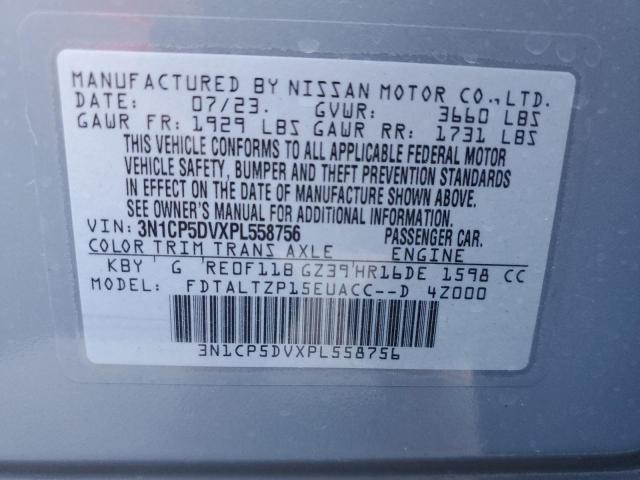 MANUFACTURED BY NISSAN MOTOR CO., LTD.
DATE: 07/23. GVWR: 3660 LBS
GAWR FR: 1929 LBS GAWR RR: 1731 LBS
THIS VEHICLE CONFORMS TO ALL APPLICABLE FEDERAL MOTOR
VEHICLE SAFETY, BUMPER AND THEFT PREVENTION STANDARDS
IN EFFECT ON THE DATE OF MANUFACTURE SHOWN ABOVE.
SEE OWNER'S MANUAL FOR ADDITIONAL INFORMATION.
VIN: 3N1CP5DVXPL558756 PASSENGER CAR.
COLOR TRIM TRANS AXLE ENGINE
KBY ' G ' RE0F11B GZ39'HR16DE 1598 CC
MODEL: FDTALTZP15EUACC--D 4Z000
3N1CP5DVXPL558756